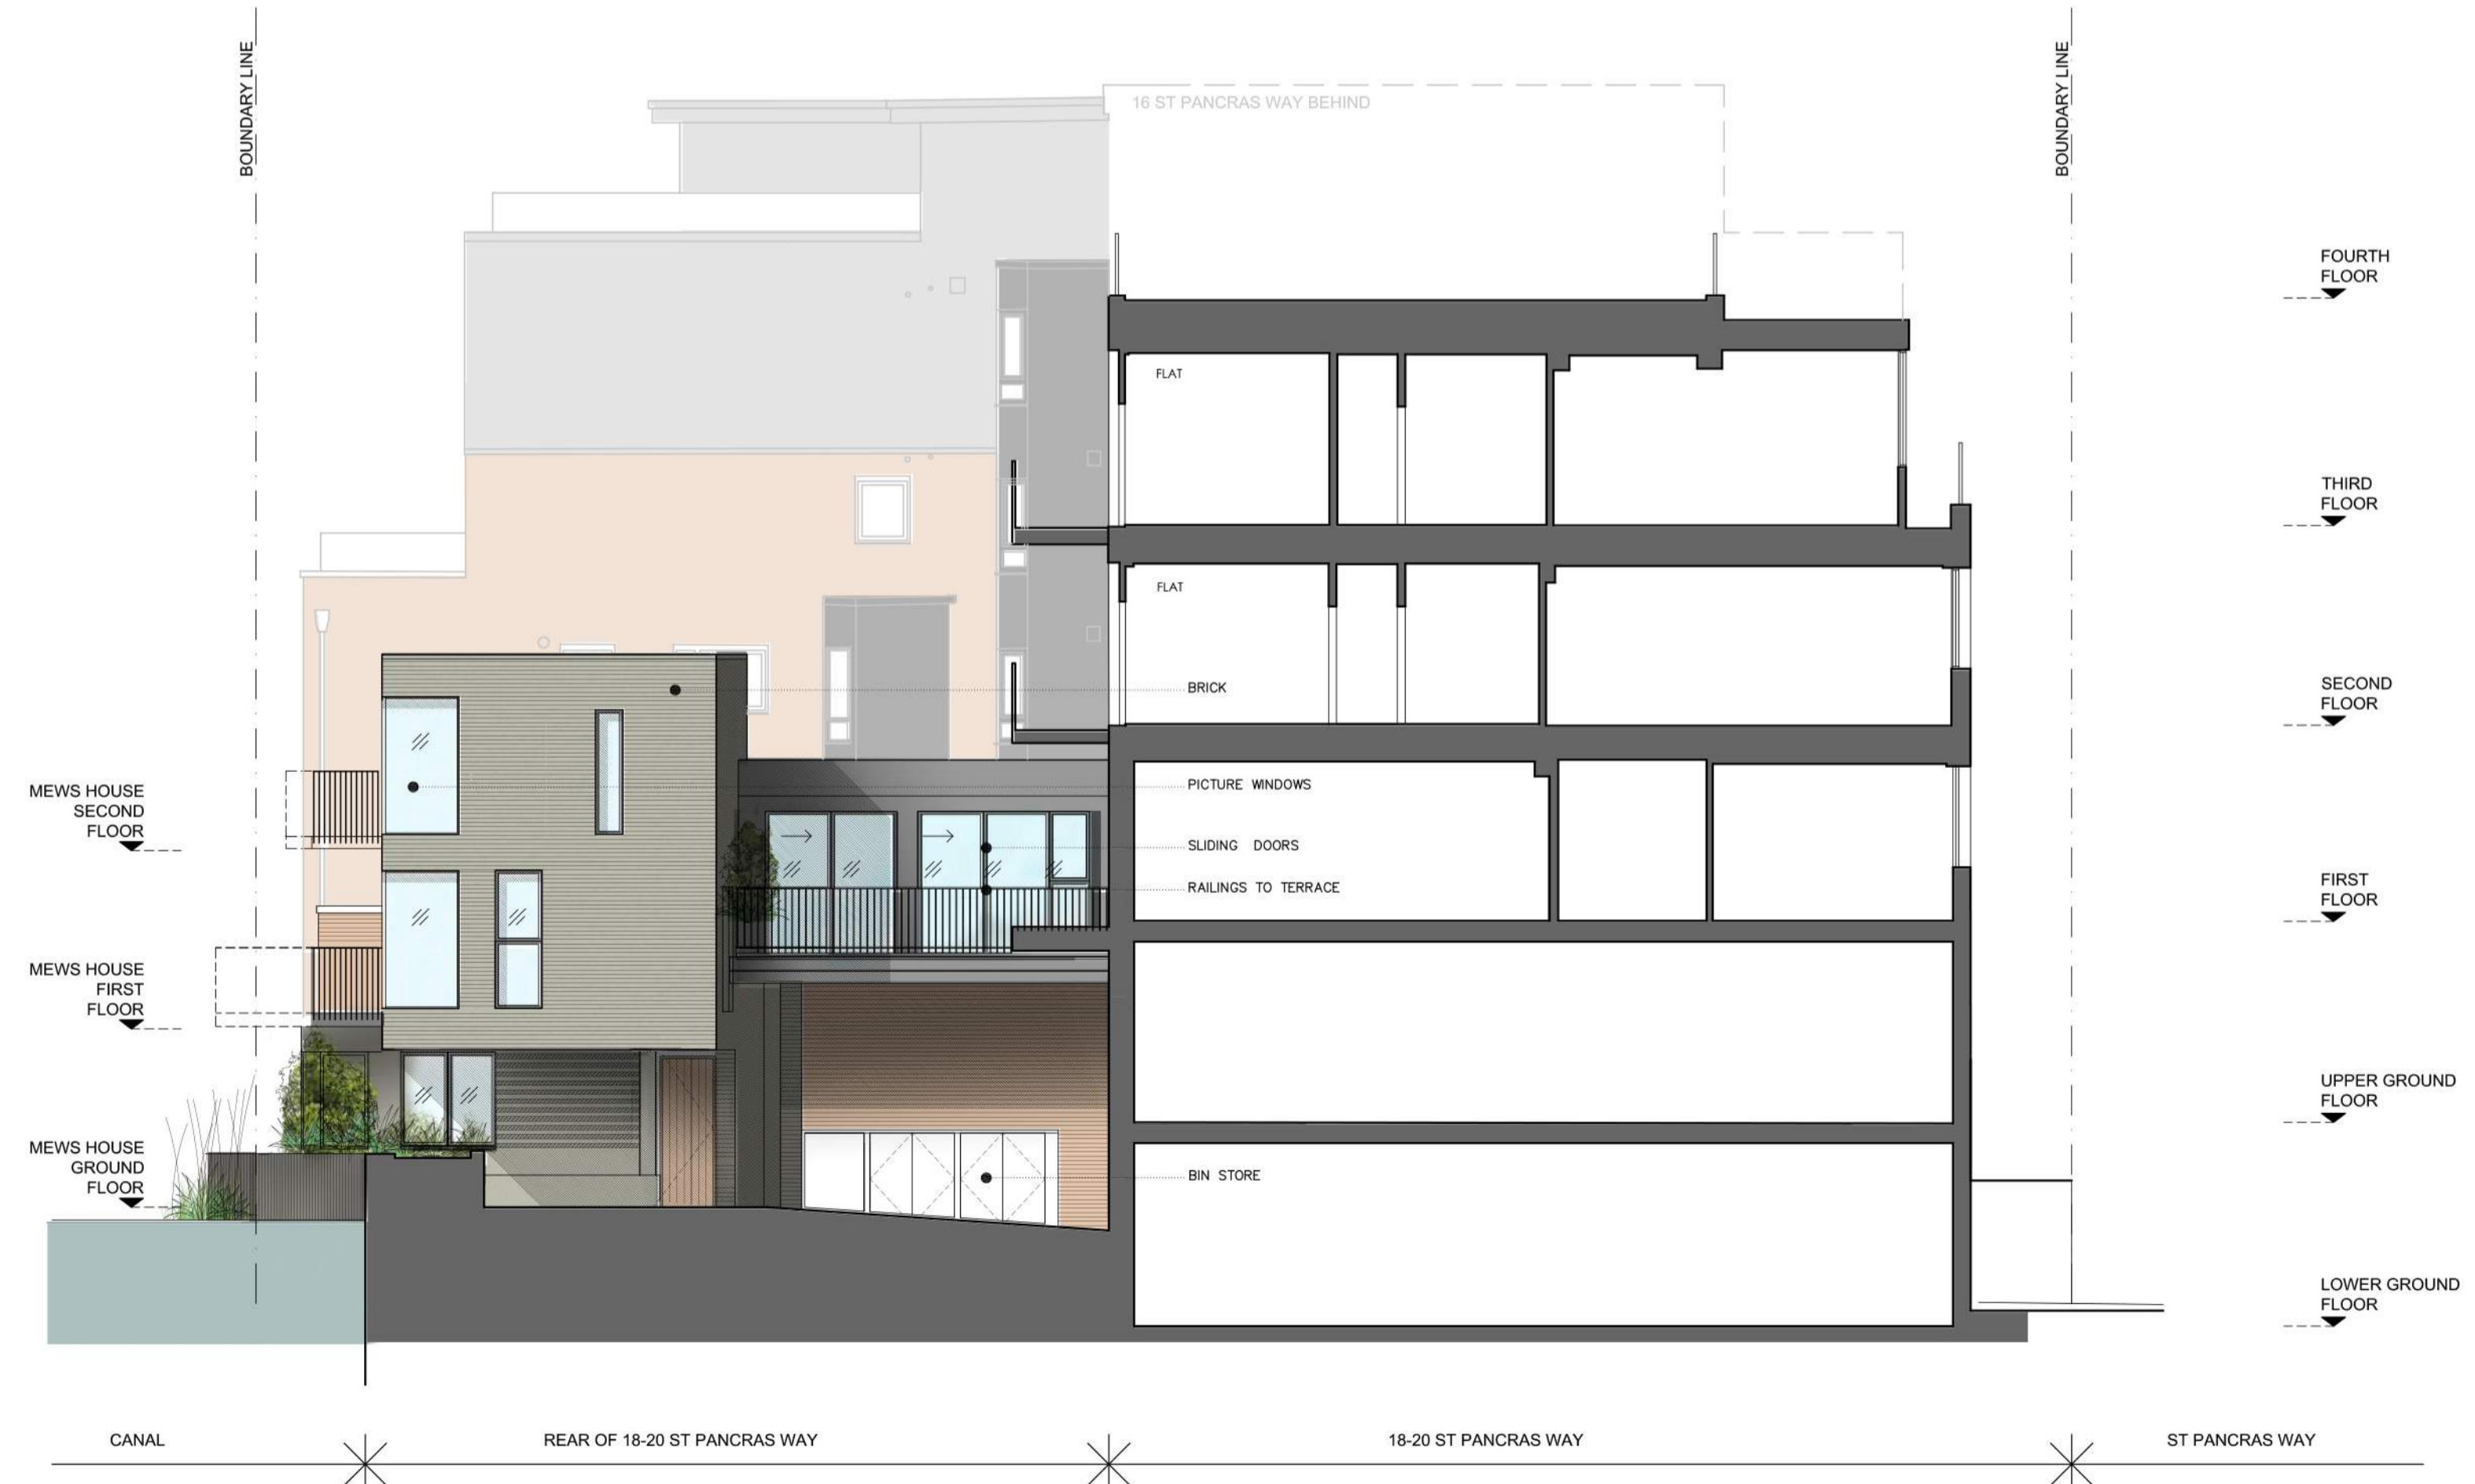 BOUNDARY LINE
BOUNDARY LINE
16 ST PANCRAS WAY BEHIND
FOURTH
FLOOR
FLAT
THIRD
FLOOR
FLAT
BRICK
SECOND
FLOOR
PICTURE WINDOWS
MEWS HOUSE
SECOND
FLOOR
SLIDING DOORS
RAILINGS TO TERRACE
FIRST
FLOOR
MEWS HOUSE
FIRST
FLOOR
UPPER GROUND
FLOOR
MEWS HOUSE
GROUND
FLOOR
BIN STORE
LOWER GROUND
FLOOR
CANAL
REAR OF 18-20 ST PANCRAS WAY
18-20 ST PANCRAS WAY
ST PANCRAS WAY